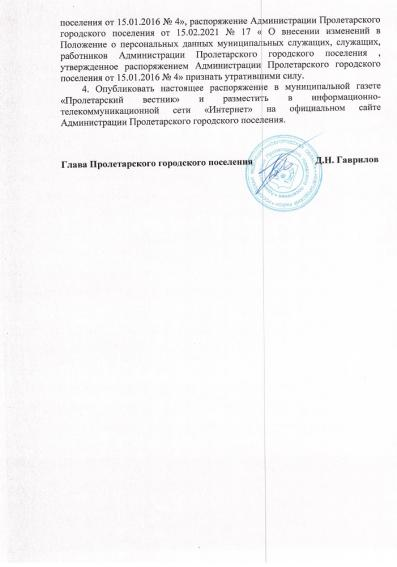 поселения от 15.01.2016 № 4», распоряжение Администрации Пролетарского
городского поселения от 15.02.2021 № 17 « О внесении изменений в
Положение о персональных данных муниципальных служащих, служащих,
работников Администрации Пролетарского городского поселения ,
утвержденное распоряжением Администрации Пролетарского городского
поселения от 15.01.2016 № 4» признать утратившими силу.
4. Опубликовать настоящее распоряжение в муниципальной газете
«Пролетарский вестник» и разместить в информационно-
телекоммуникационной сети «Интернет» на официальном сайте
Администрации Пролетарского городского поселения.
Глава Пролетарского городского поселения Д.Н. Гаврилов